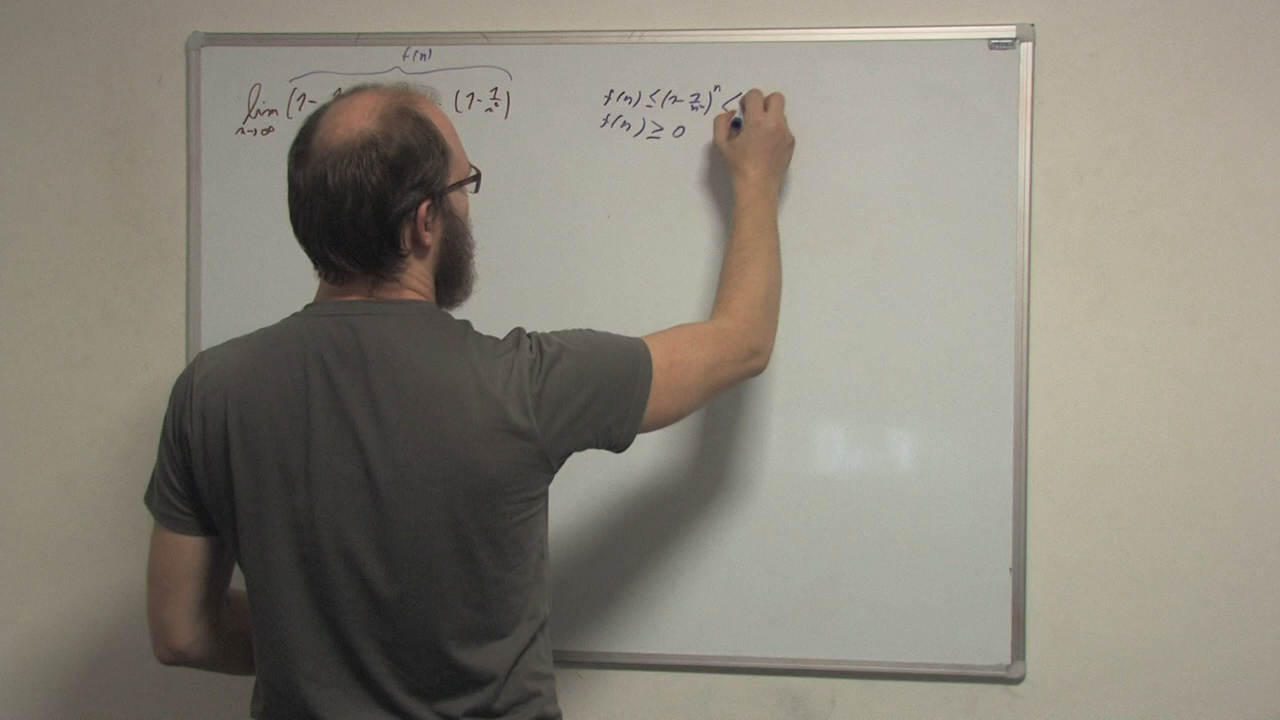 f(n)
lim n→∞ (1- (1-1/n²)
f(n) ≤ (1-1/n²)ⁿ <
f(n) ≥ 0